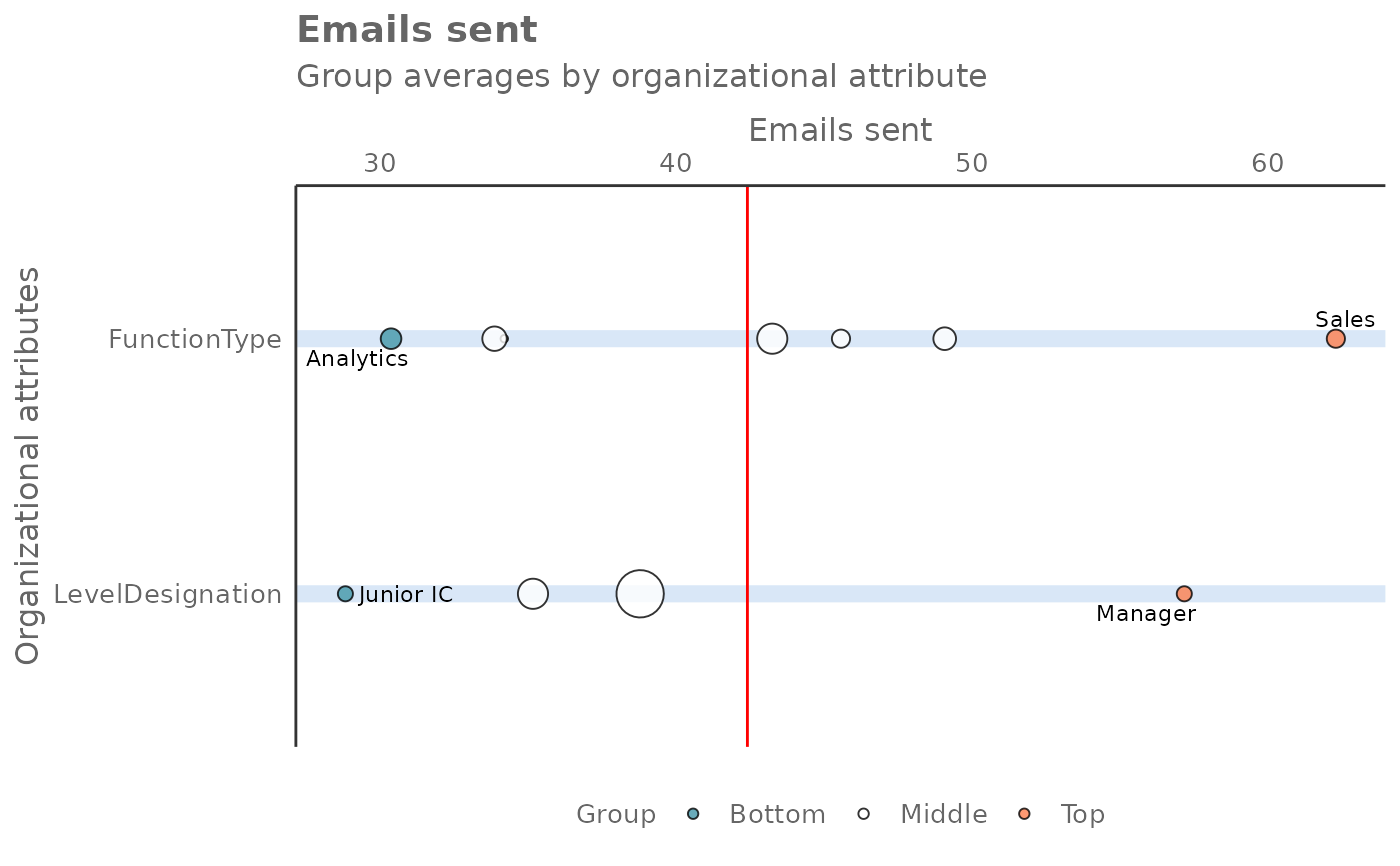 Emails sent
Group averages by organizational attribute
Emails sent
30 40 50 60
Organizational attributes
FunctionType
Sales
Analytics
LevelDesignation
Junior IC
Manager
Group Bottom Middle Top